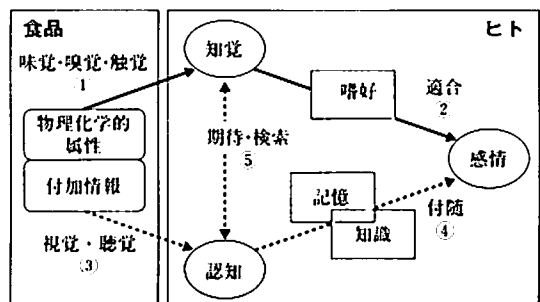 食品
ヒト
味覚・嗅覚・触覚
①
知覚
嗜好
適合
②
物理化学的
属性
付加情報
期待・検索
⑤
感情
記憶
知識
付随
④
視覚・聴覚
③
認知